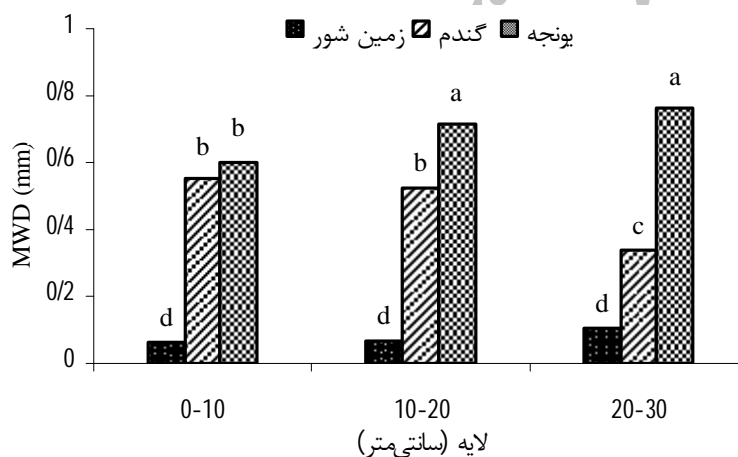 زمین شور گندم یونجه
MWD (mm)
1
0/8
0/6
0/4
0/2
0
d b b
d b a
d c a
0-10 10-20 20-30
لایه (سانتی‌متر)